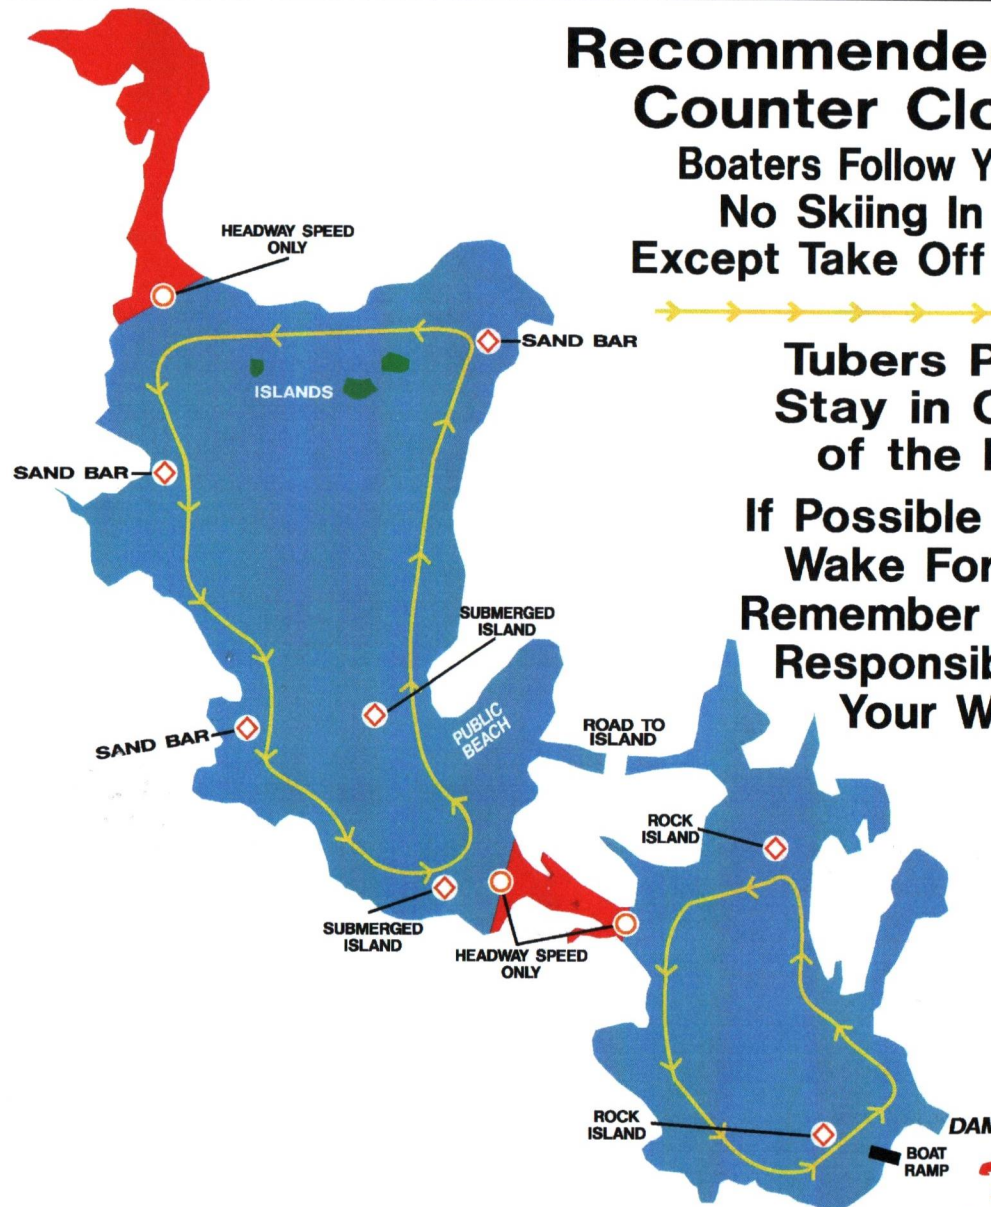 Recommende
Counter Clo
Boaters Follow Y
No Skiing In
Except Take Off
Tubers P
Stay in C
of the
If Possible
Wake For
Remember
Responsib
Your W
HEADWAY SPEED
ONLY
SAND BAR
ISLANDS
SAND BAR
SUBMERGED
ISLAND
PUBLIC
BEACH
ROAD TO
ISLAND
SAND BAR
ROCK
ISLAND
SUBMERGED
ISLAND
HEADWAY SPEED
ONLY
ROCK
ISLAND
DAM
BOAT
RAMP